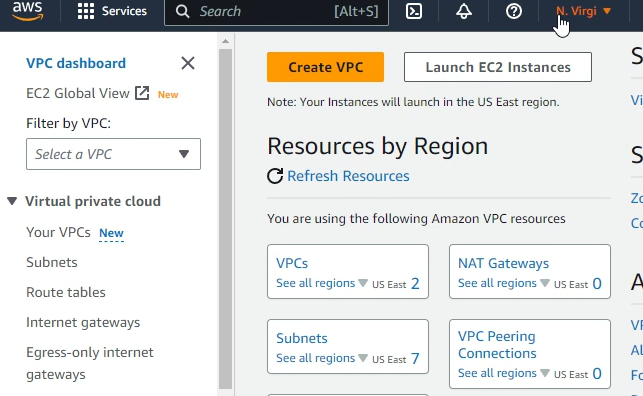 aws
Services
Search
[Alt+S]
N. Virgi
VPC dashboard
EC2 Global View New
Filter by VPC:
Select a VPC
Virtual private cloud
Your VPCs New
Subnets
Route tables
Internet gateways
Egress-only internet
gateways
Create VPC
Launch EC2 Instances
Note: Your Instances will launch in the US East region.
Resources by Region
Refresh Resources
You are using the following Amazon VPC resources
VPCs
See all regions US East 2
NAT Gateways
See all regions US East 0
Subnets
See all regions US East 7
VPC Peering
Connections
See all regions US East 0